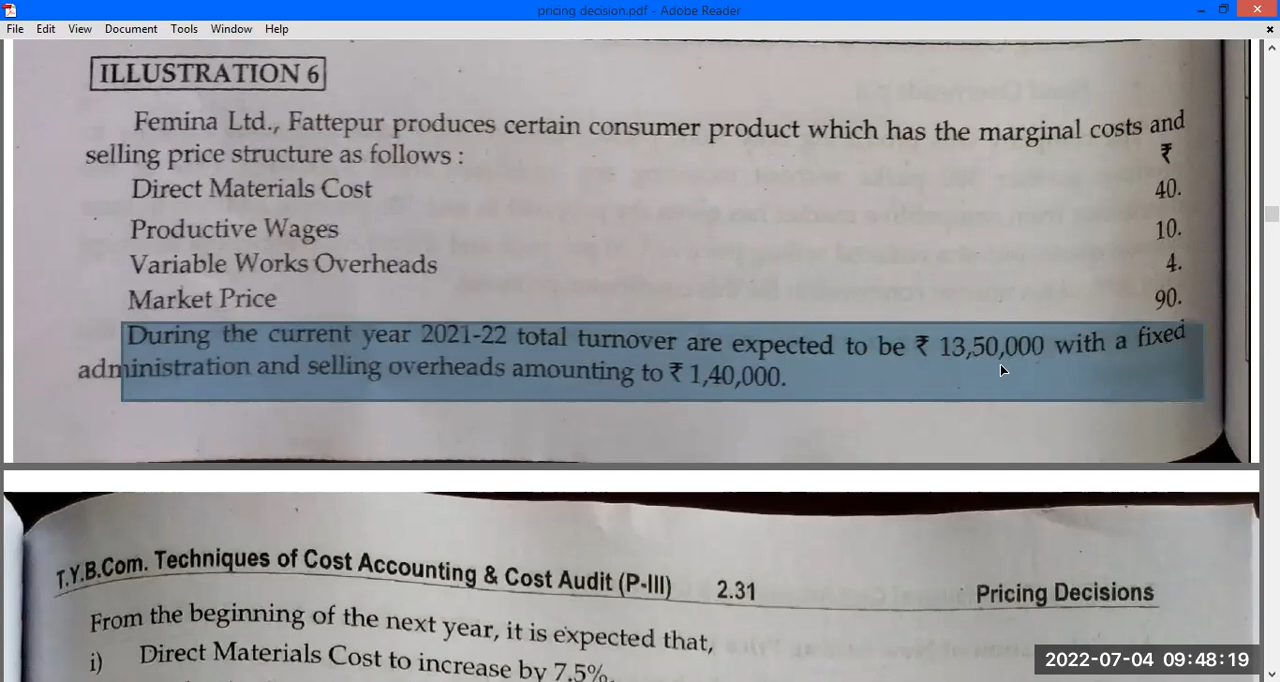 pricing decision.pdf - Adobe Reader
File Edit View Document Tools Window Help
ILLUSTRATION 6
Femina Ltd., Fattepur produces certain consumer product which has the marginal costs and
selling price structure as follows :
₹
Direct Materials Cost 40.
Productive Wages 10.
Variable Works Overheads 4.
Market Price 90.
During the current year 2021-22 total turnover are expected to be ₹ 13,50,000 with a fixed
administration and selling overheads amounting to ₹ 1,40,000.
T.Y.B.Com. Techniques of Cost Accounting & Cost Audit (P-III) 2.31 Pricing Decisions
From the beginning of the next year, it is expected that,
i) Direct Materials Cost to increase by 7.5%.
2022-07-04 09:48:19